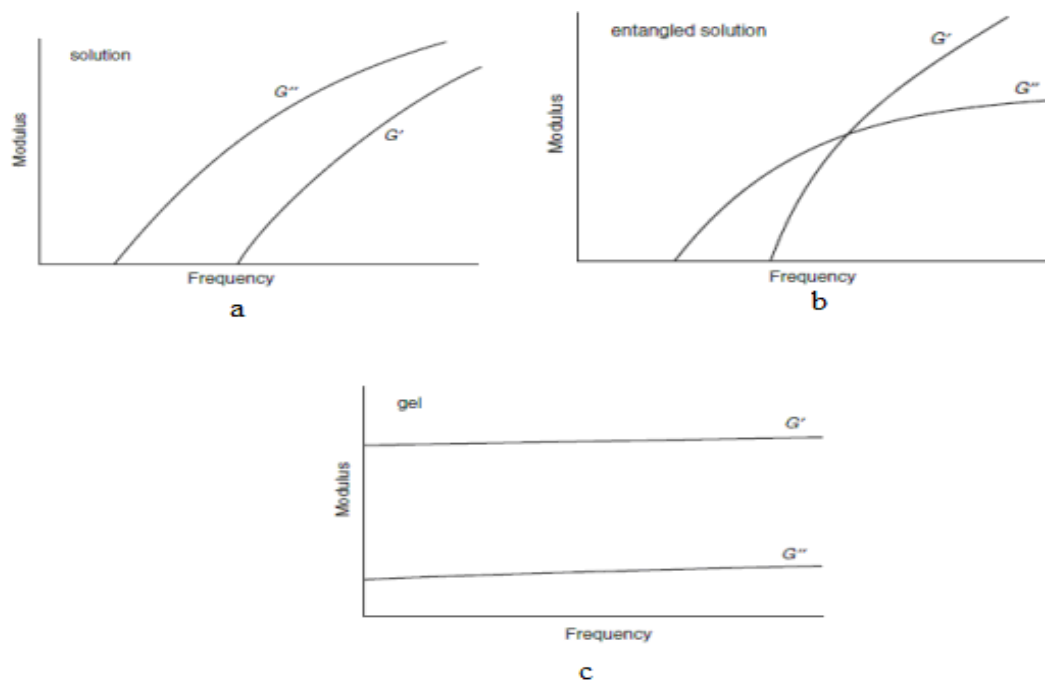 solution
G''
G'
Modulus
Frequency
a
entangled solution
G'
G''
Modulus
Frequency
b
gel
G'
G''
Modulus
Frequency
c